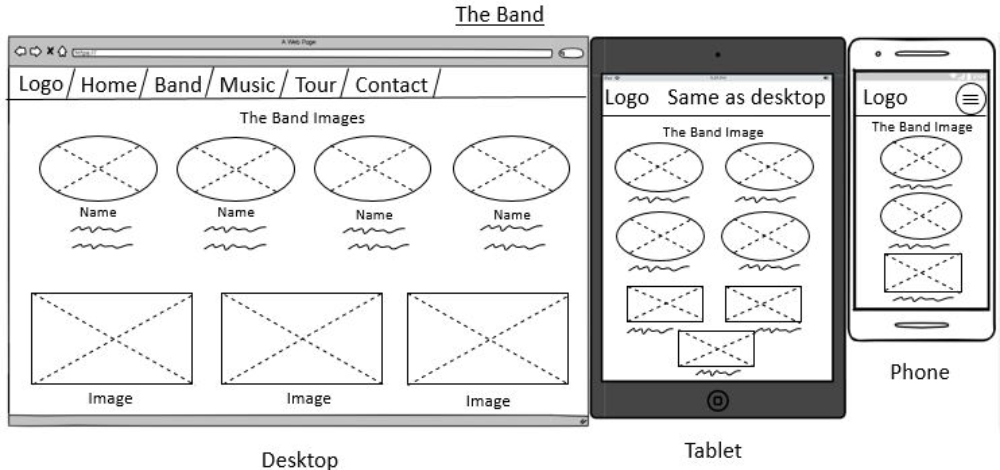 The Band
A Web Page
https://
Logo / Home / Band / Music / Tour / Contact /
The Band Images
Name Name Name Name
Image Image Image
Desktop
Logo Same as desktop
The Band Image
Tablet
Logo
The Band Image
Phone